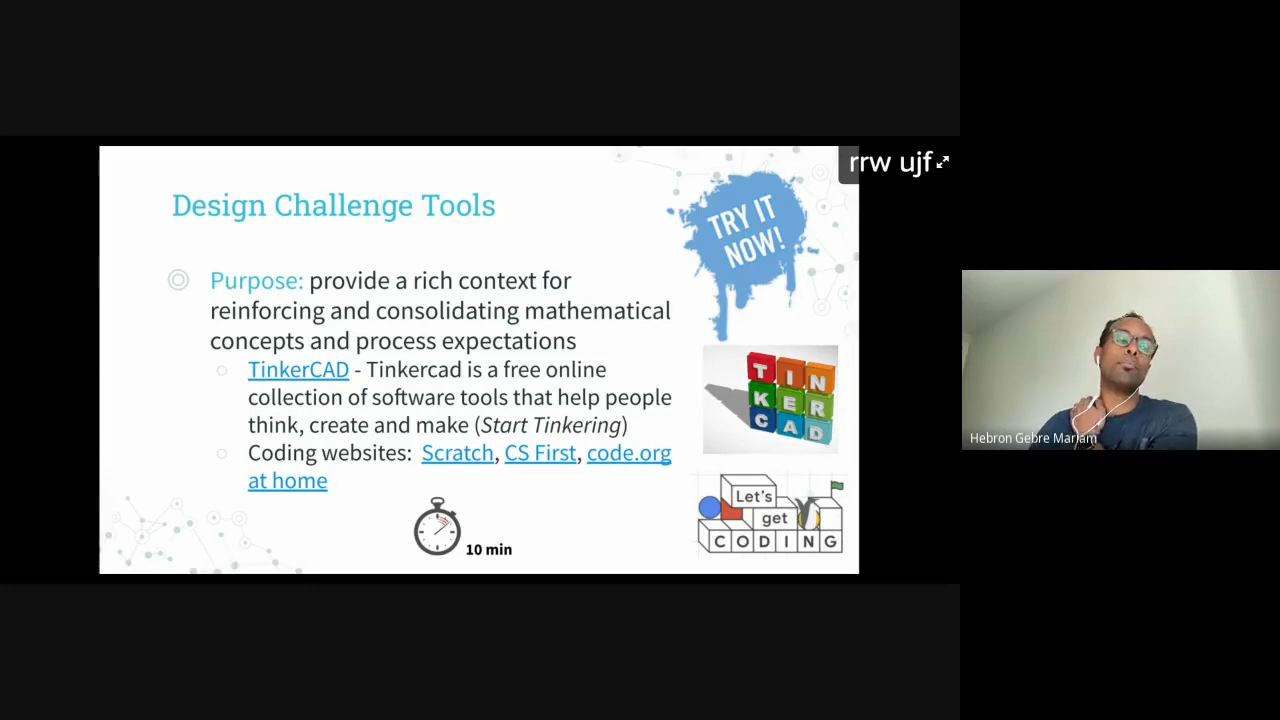 rrw ujf
Design Challenge Tools
TRY IT
NOW!
Purpose: provide a rich context for
reinforcing and consolidating mathematical
concepts and process expectations
TinkerCAD - Tinkercad is a free online
collection of software tools that help people
think, create and make (Start Tinkering)
Coding websites: Scratch, CS First, code.org
at home
TIN
KER
CAD
Let's
get
CODING
10 min
Hebron Gebre Mariam